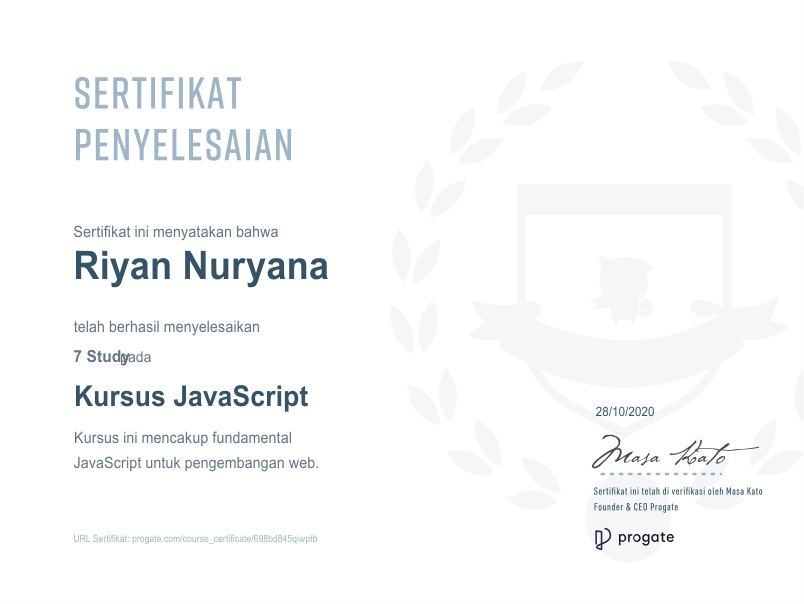 SERTIFIKAT
PENYELESAIAN
Sertifikat ini menyatakan bahwa
Riyan Nuryana
telah berhasil menyelesaikan
7 Study pada
Kursus JavaScript
Kursus ini mencakup fundamental
JavaScript untuk pengembangan web.
28/10/2020
Masa Kato
Sertifikat ini telah di verifikasi oleh Masa Kato
Founder & CEO Progate
progate
URL Sertifikat: progate.com/course_certificate/698bd845qiwptb